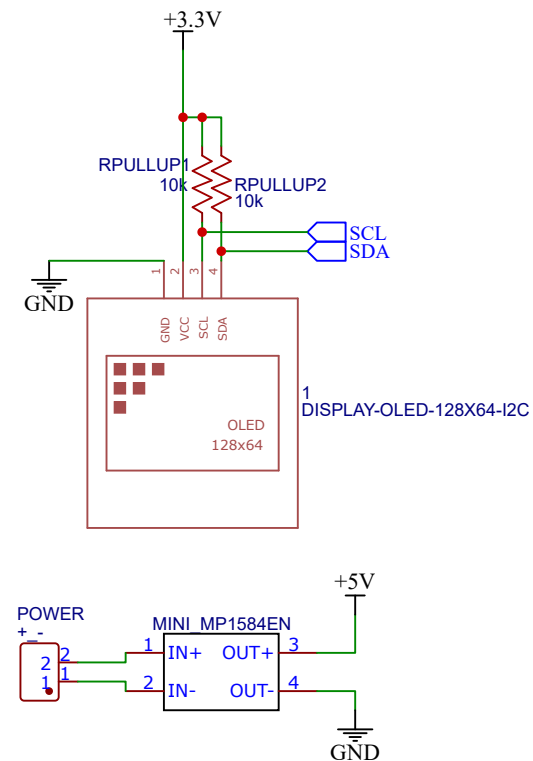 +3.3V
RPULLUP1
10k
RPULLUP2
10k
SCL
SDA
GND
1
2
3
4
GND
VCC
SCL
SDA
OLED
128x64
1
DISPLAY-OLED-128X64-I2C
+5V
POWER
+_-
MINI_MP1584EN
2
2
1
1
1
IN+
OUT+
3
2
IN-
OUT-
4
GND